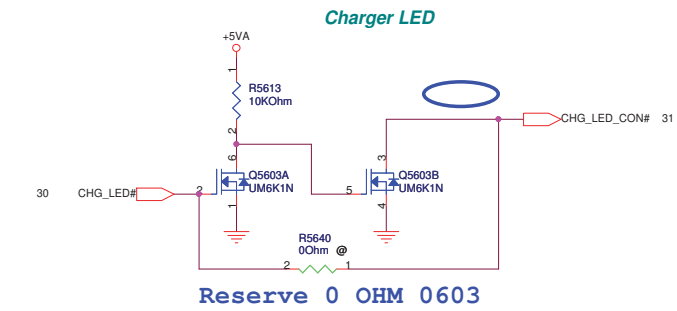 Charger LED
+5VA
1
R5613
10KOhm
2
6
3
Q5603A
UM6K1N
Q5603B
UM6K1N
CHG_LED_CON# 31
30 CHG_LED#
2
5
1
4
R5640
0Ohm @
2
1
Reserve 0 OHM 0603